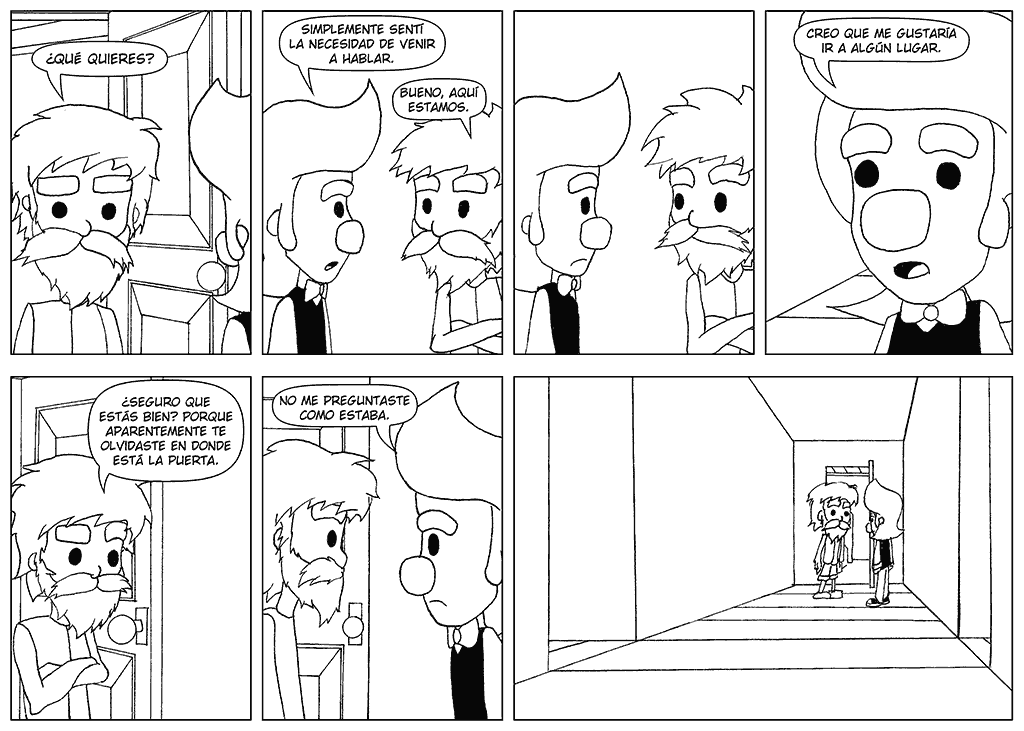 ¿QUÉ QUIERES?
SIMPLEMENTE SENTÍ
LA NECESIDAD DE VENIR
A HABLAR.
BUENO, AQUÍ
ESTAMOS.
CREO QUE ME GUSTARÍA
IR A ALGÚN LUGAR.
¿SEGURO QUE
ESTÁS BIEN? PORQUE
APARENTEMENTE TE
OLVIDASTE EN DONDE
ESTÁ LA PUERTA.
NO ME PREGUNTASTE
COMO ESTABA.